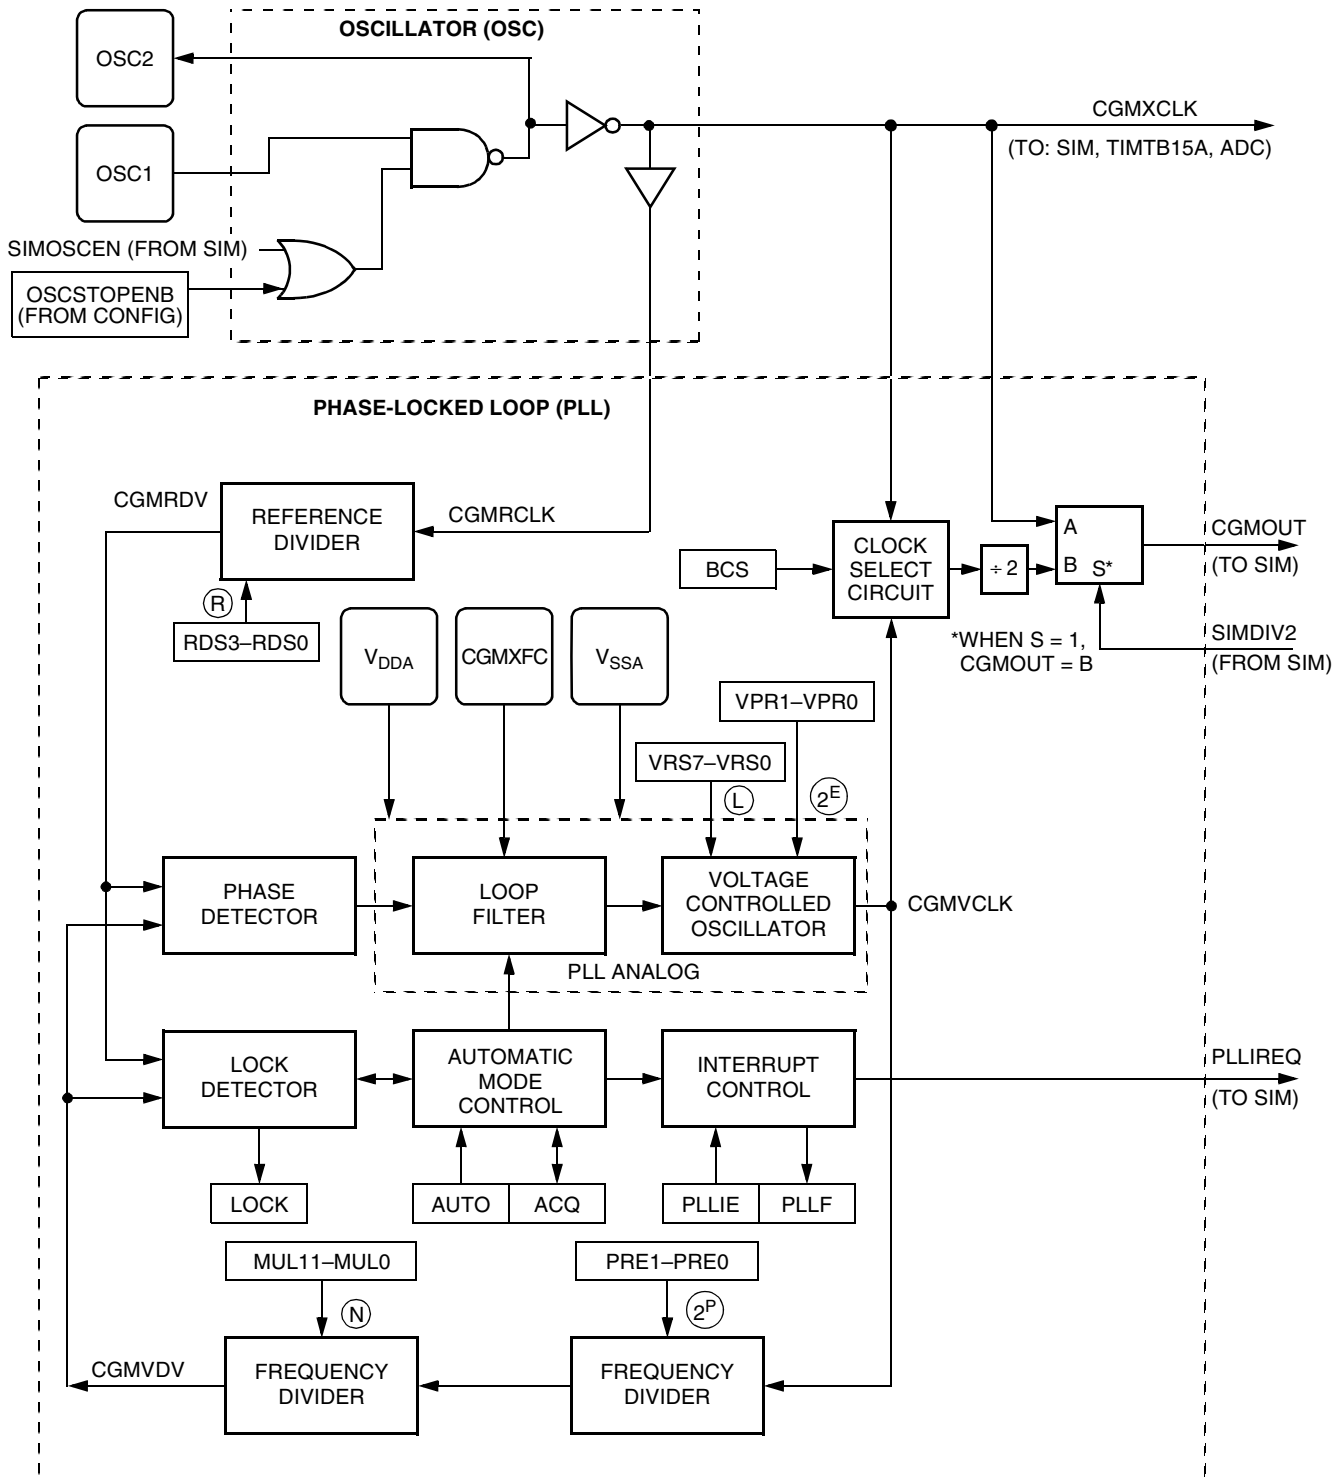 OSCILLATOR (OSC)
OSC2
CGMXCLK
(TO: SIM, TIMTB15A, ADC)
OSC1
SIMOSCEN (FROM SIM)
OSCSTOPENB
(FROM CONFIG)
PHASE-LOCKED LOOP (PLL)
CGMRDV
REFERENCE
DIVIDER
CGMRCLK
R
RDS3–RDS0
BCS
CLOCK
SELECT
CIRCUIT
÷ 2
A
B S*
CGMOUT
(TO SIM)
*WHEN S = 1,
CGMOUT = B
SIMDIV2
(FROM SIM)
VDDA
CGMXFC
VSSA
VPR1–VPR0
VRS7–VRS0
L
2E
PHASE
DETECTOR
LOOP
FILTER
VOLTAGE
CONTROLLED
OSCILLATOR
CGMVCLK
PLL ANALOG
LOCK
DETECTOR
AUTOMATIC
MODE
CONTROL
INTERRUPT
CONTROL
PLLIREQ
(TO SIM)
LOCK
AUTO
ACQ
PLLIE
PLLF
MUL11–MUL0
PRE1–PRE0
N
2P
CGMVDV
FREQUENCY
DIVIDER
FREQUENCY
DIVIDER